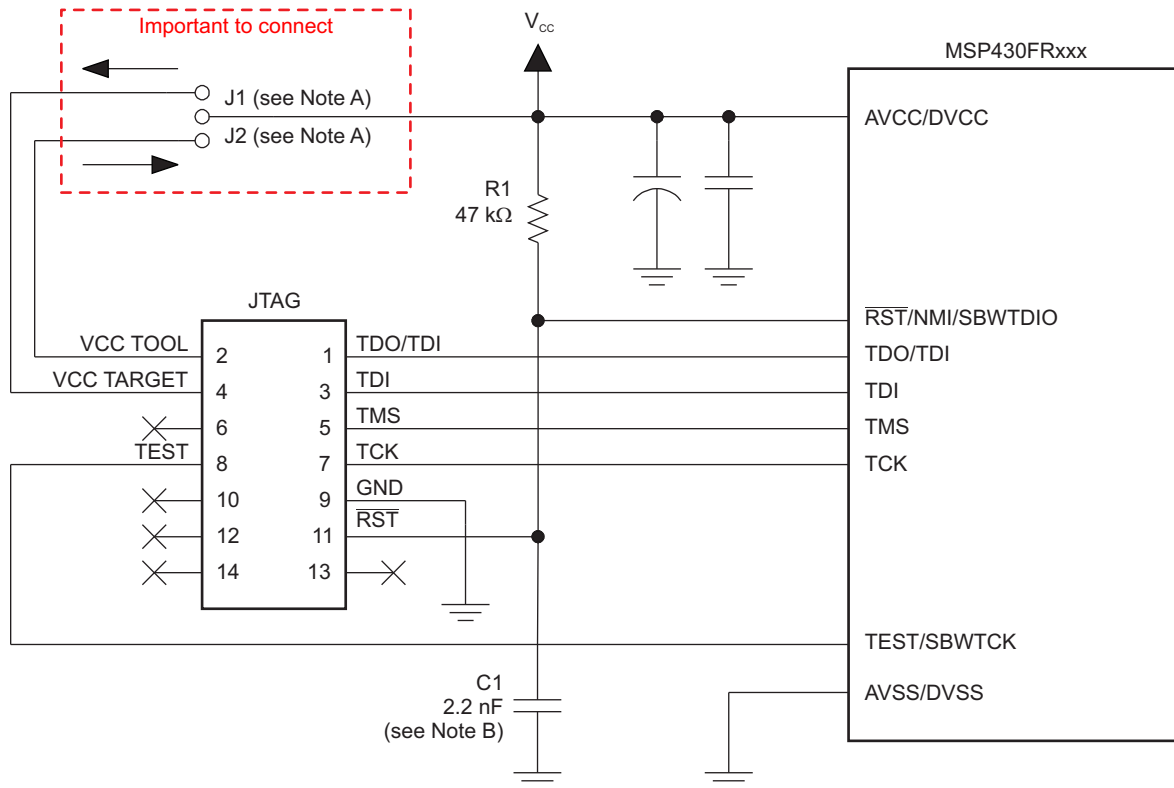 Important to connect
V_CC
MSP430FRxxx
J1 (see Note A)
J2 (see Note A)
AVCC/DVCC
R1
47 kΩ
JTAG
R̅S̅T̅/NMI/SBWTDIO
VCC TOOL 2 1 TDO/TDI
TDO/TDI
VCC TARGET 4 3 TDI
TDI
6 5 TMS
TMS
TEST 8 7 TCK
TCK
10 9 GND
12 11 R̅S̅T̅
14 13
TEST/SBWTCK
AVSS/DVSS
C1
2.2 nF
(see Note B)